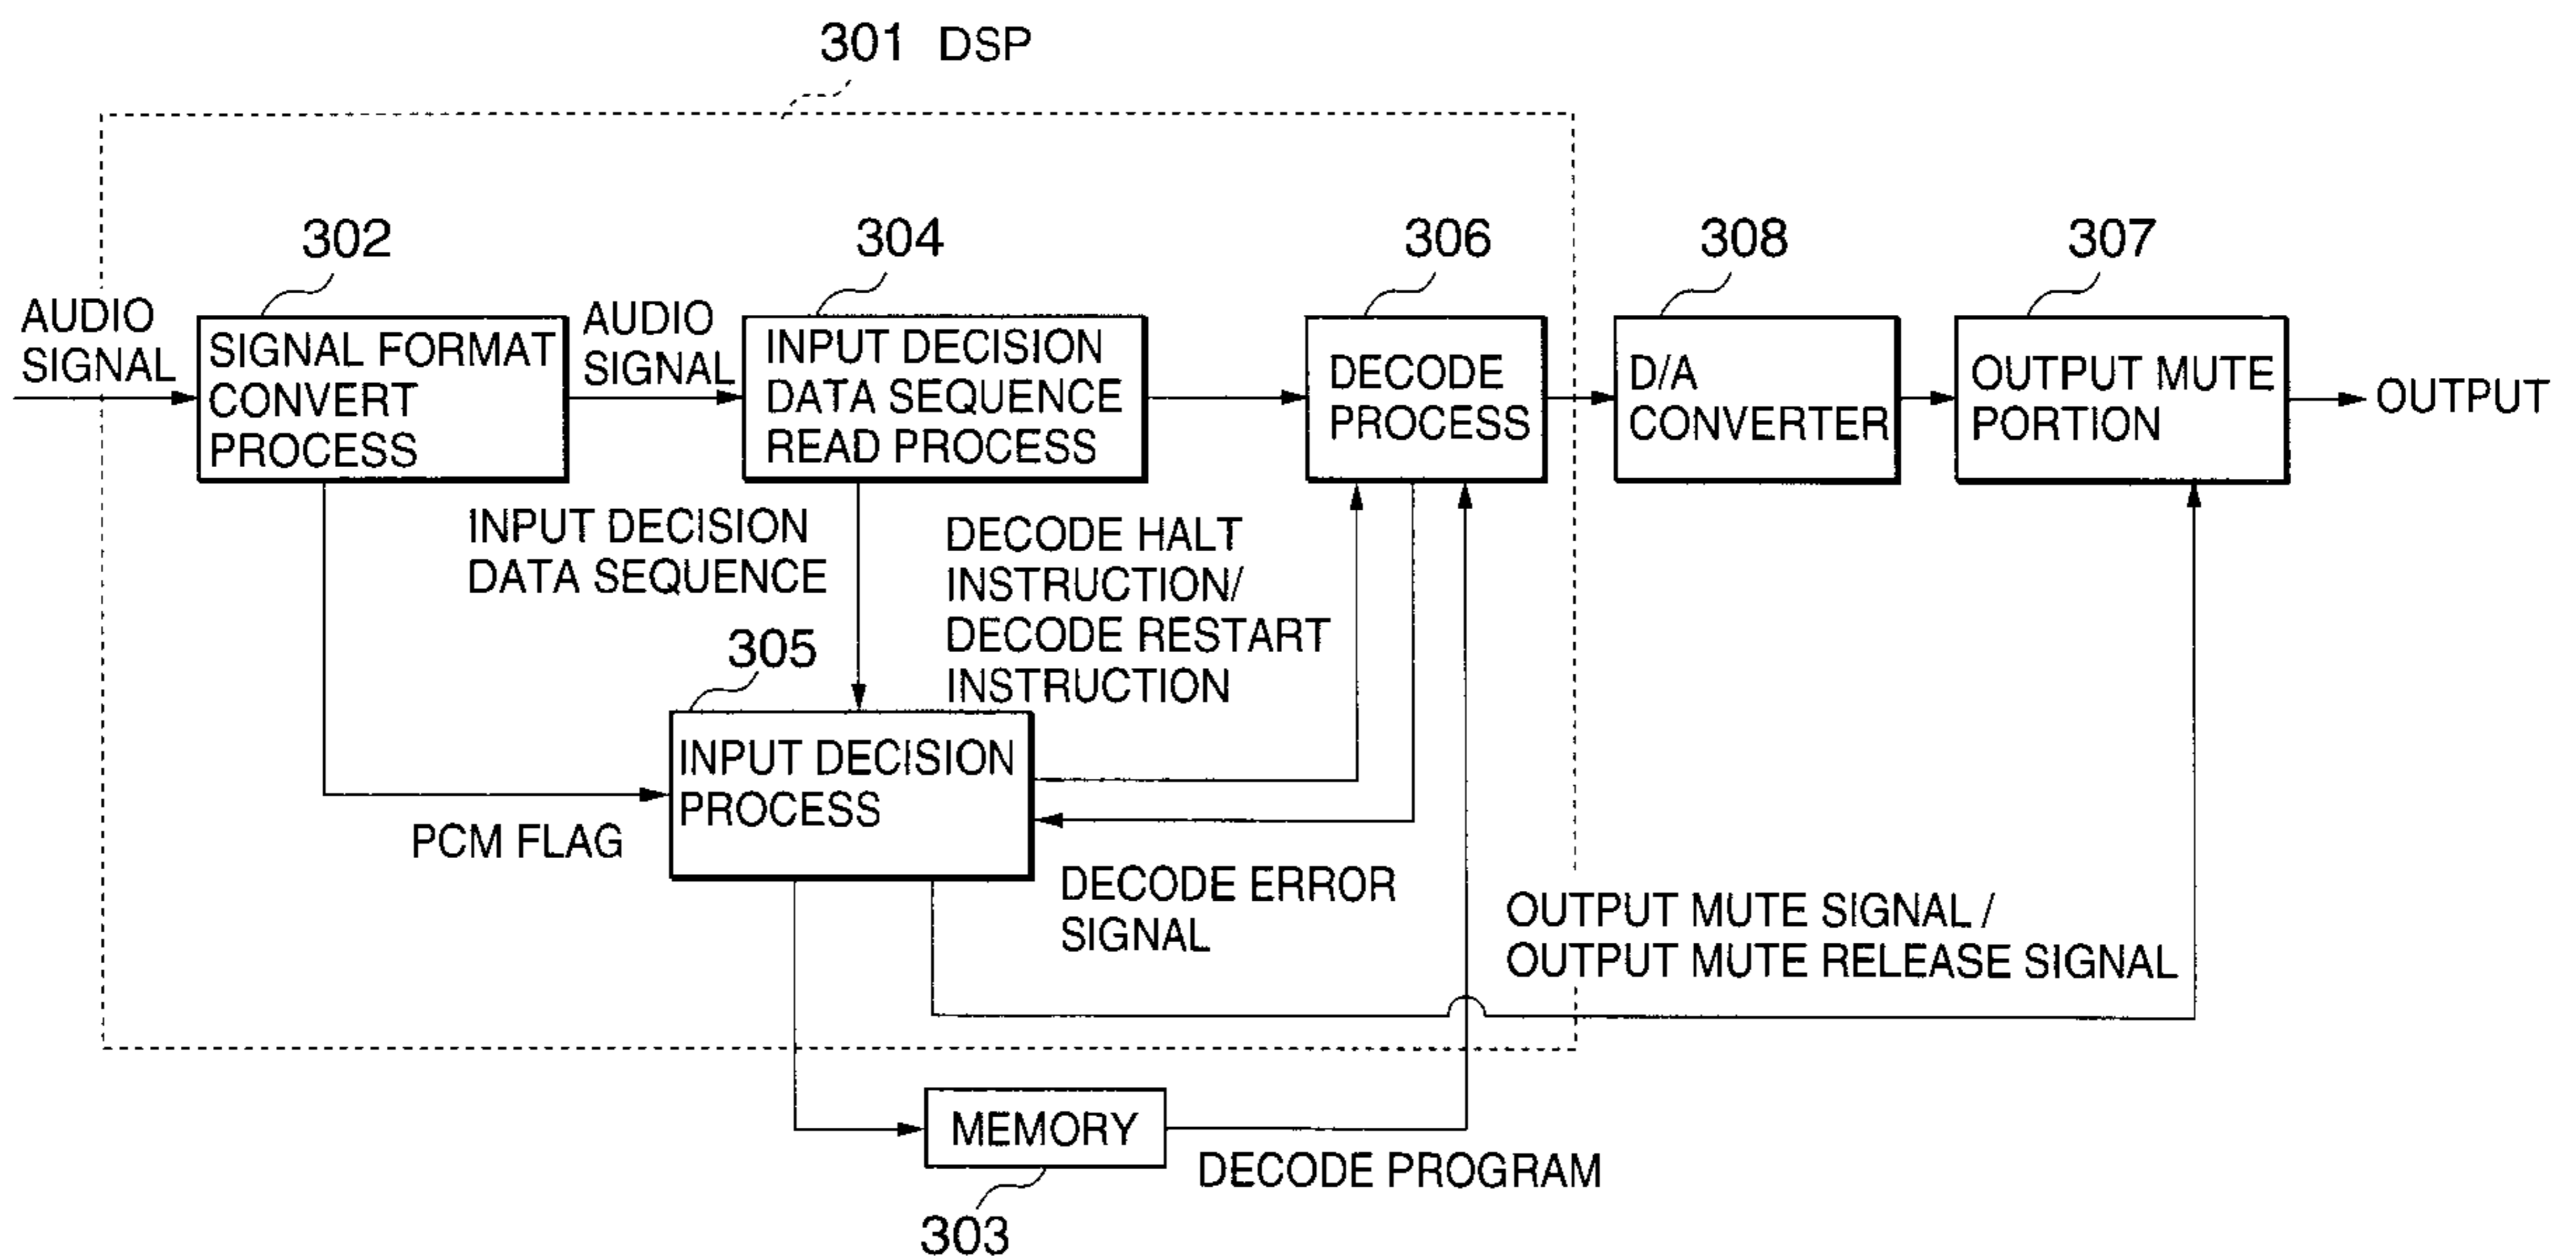 301 DSP
302
304
306
308
307
AUDIO
SIGNAL
SIGNAL FORMAT
CONVERT
PROCESS
AUDIO
SIGNAL
INPUT DECISION
DATA SEQUENCE
READ PROCESS
DECODE
PROCESS
D/A
CONVERTER
OUTPUT MUTE
PORTION
OUTPUT
INPUT DECISION
DATA SEQUENCE
DECODE HALT
INSTRUCTION/
DECODE RESTART
INSTRUCTION
305
INPUT DECISION
PROCESS
PCM FLAG
DECODE ERROR
SIGNAL
OUTPUT MUTE SIGNAL /
OUTPUT MUTE RELEASE SIGNAL
MEMORY
DECODE PROGRAM
303